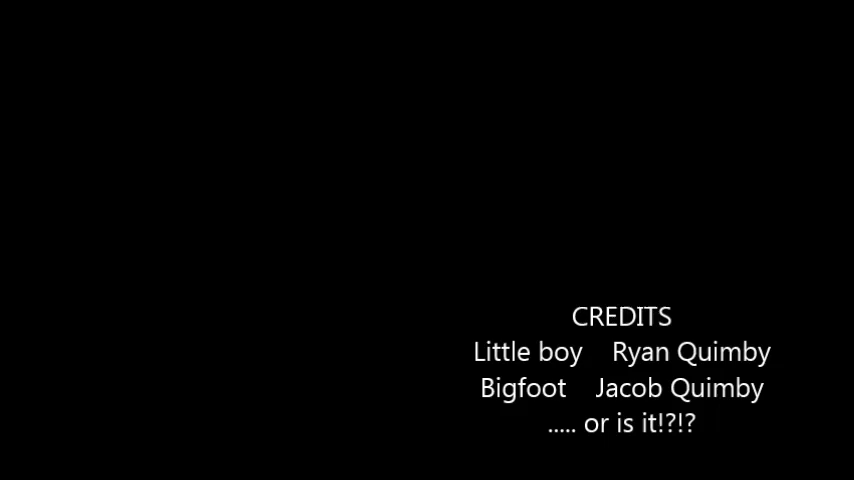 CREDITS
Little boy    Ryan Quimby
Bigfoot    Jacob Quimby
..... or is it!?!?